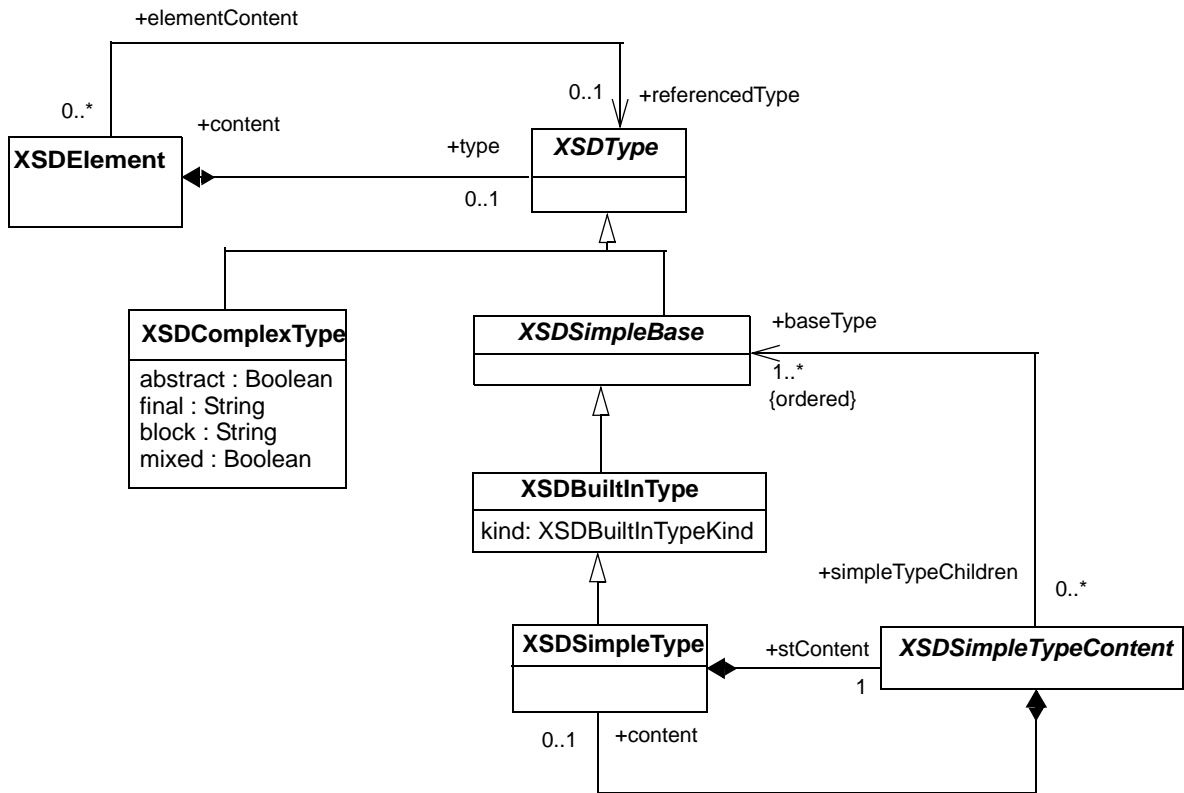 +elementContent
0..*
0..1
+referencedType
+content
XSDElement
+type
XSDType
0..1
XSDComplexType
abstract : Boolean
final : String
block : String
mixed : Boolean
XSDSimpleBase
+baseType
1..*
{ordered}
XSDBuiltInType
kind: XSDBuiltInTypeKind
+simpleTypeChildren
0..*
XSDSimpleType
+stContent
1
XSDSimpleTypeContent
0..1
+content